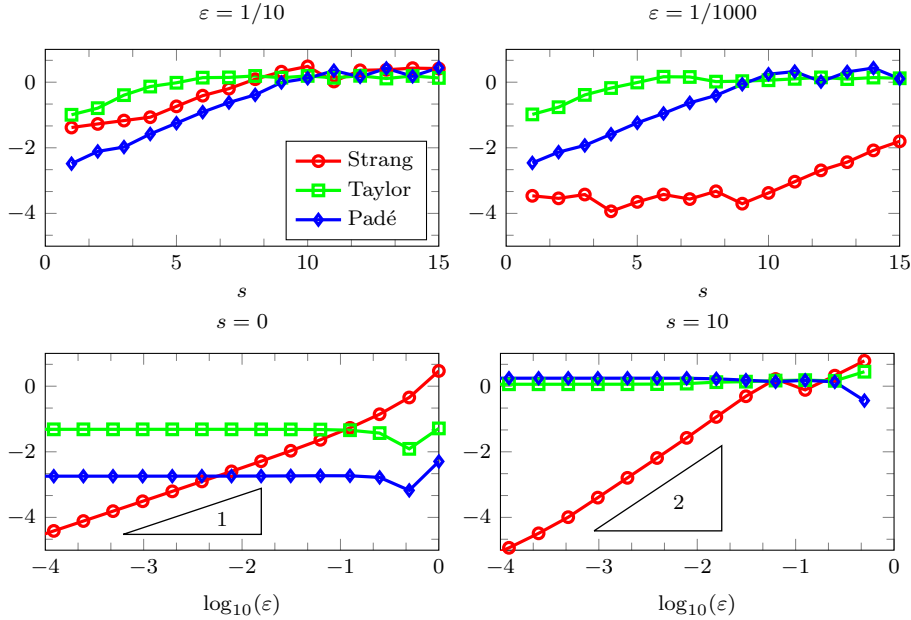 ε = 1/10
ε = 1/1000
0
−2
−4
0
−2
−4
Strang
Taylor
Padé
0
5
10
15
0
5
10
15
s
s
s = 0
s = 10
0
−2
−4
0
−2
−4
1
2
−4
−3
−2
−1
0
−4
−3
−2
−1
0
log₁₀(ε)
log₁₀(ε)